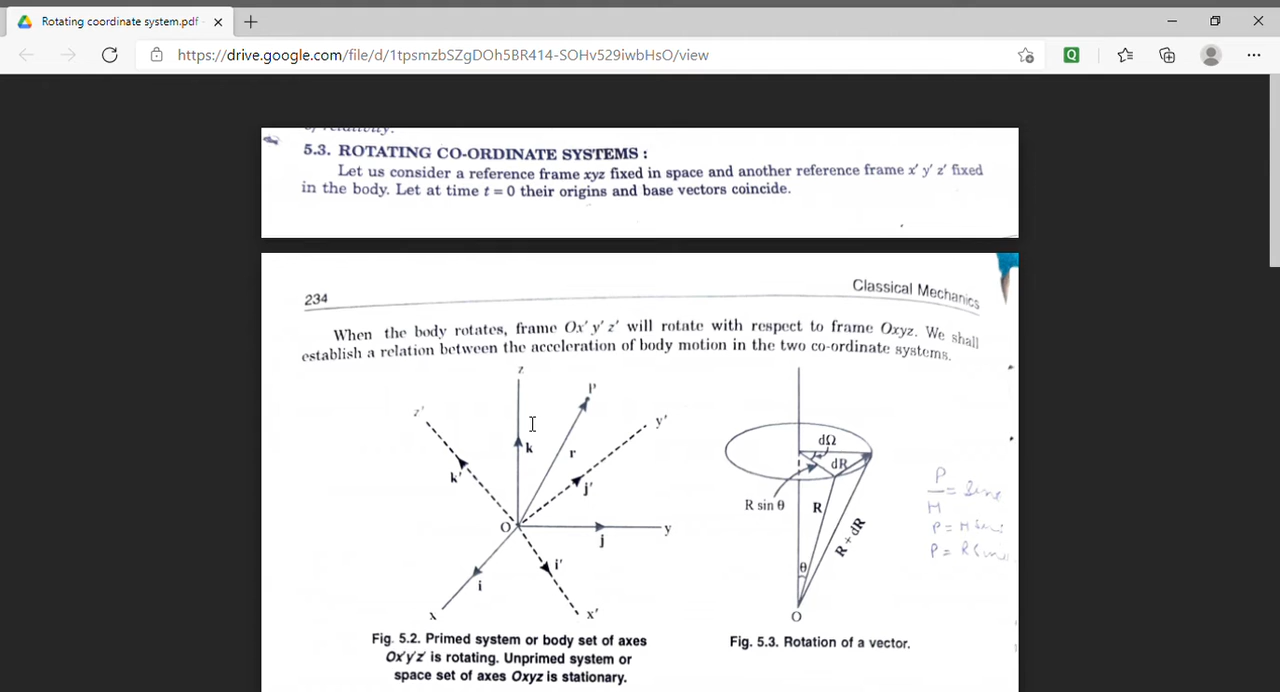 Rotating coordinate system.pdf -
https://drive.google.com/file/d/1tpsmzbSZgDOh5BR414-SOHv529iwbHsO/view
of relativity.
5.3. ROTATING CO-ORDINATE SYSTEMS :
Let us consider a reference frame xyz fixed in space and another reference frame x′ y′ z′ fixed
in the body. Let at time t = 0 their origins and base vectors coincide.
234
Classical Mechanics
When the body rotates, frame Ox′ y′ z′ will rotate with respect to frame Oxyz. We shall
establish a relation between the acceleration of body motion in the two co-ordinate systems.
z
P
z′
y′
k
r
k′
j′
O
y
j
i′
i
x
x′
Fig. 5.2. Primed system or body set of axes
Ox′y′z′ is rotating. Unprimed system or
space set of axes Oxyz is stationary.
dΩ
dR
R sin θ
R
R + dR
θ
O
Fig. 5.3. Rotation of a vector.
P
=
H
P = H
P = R